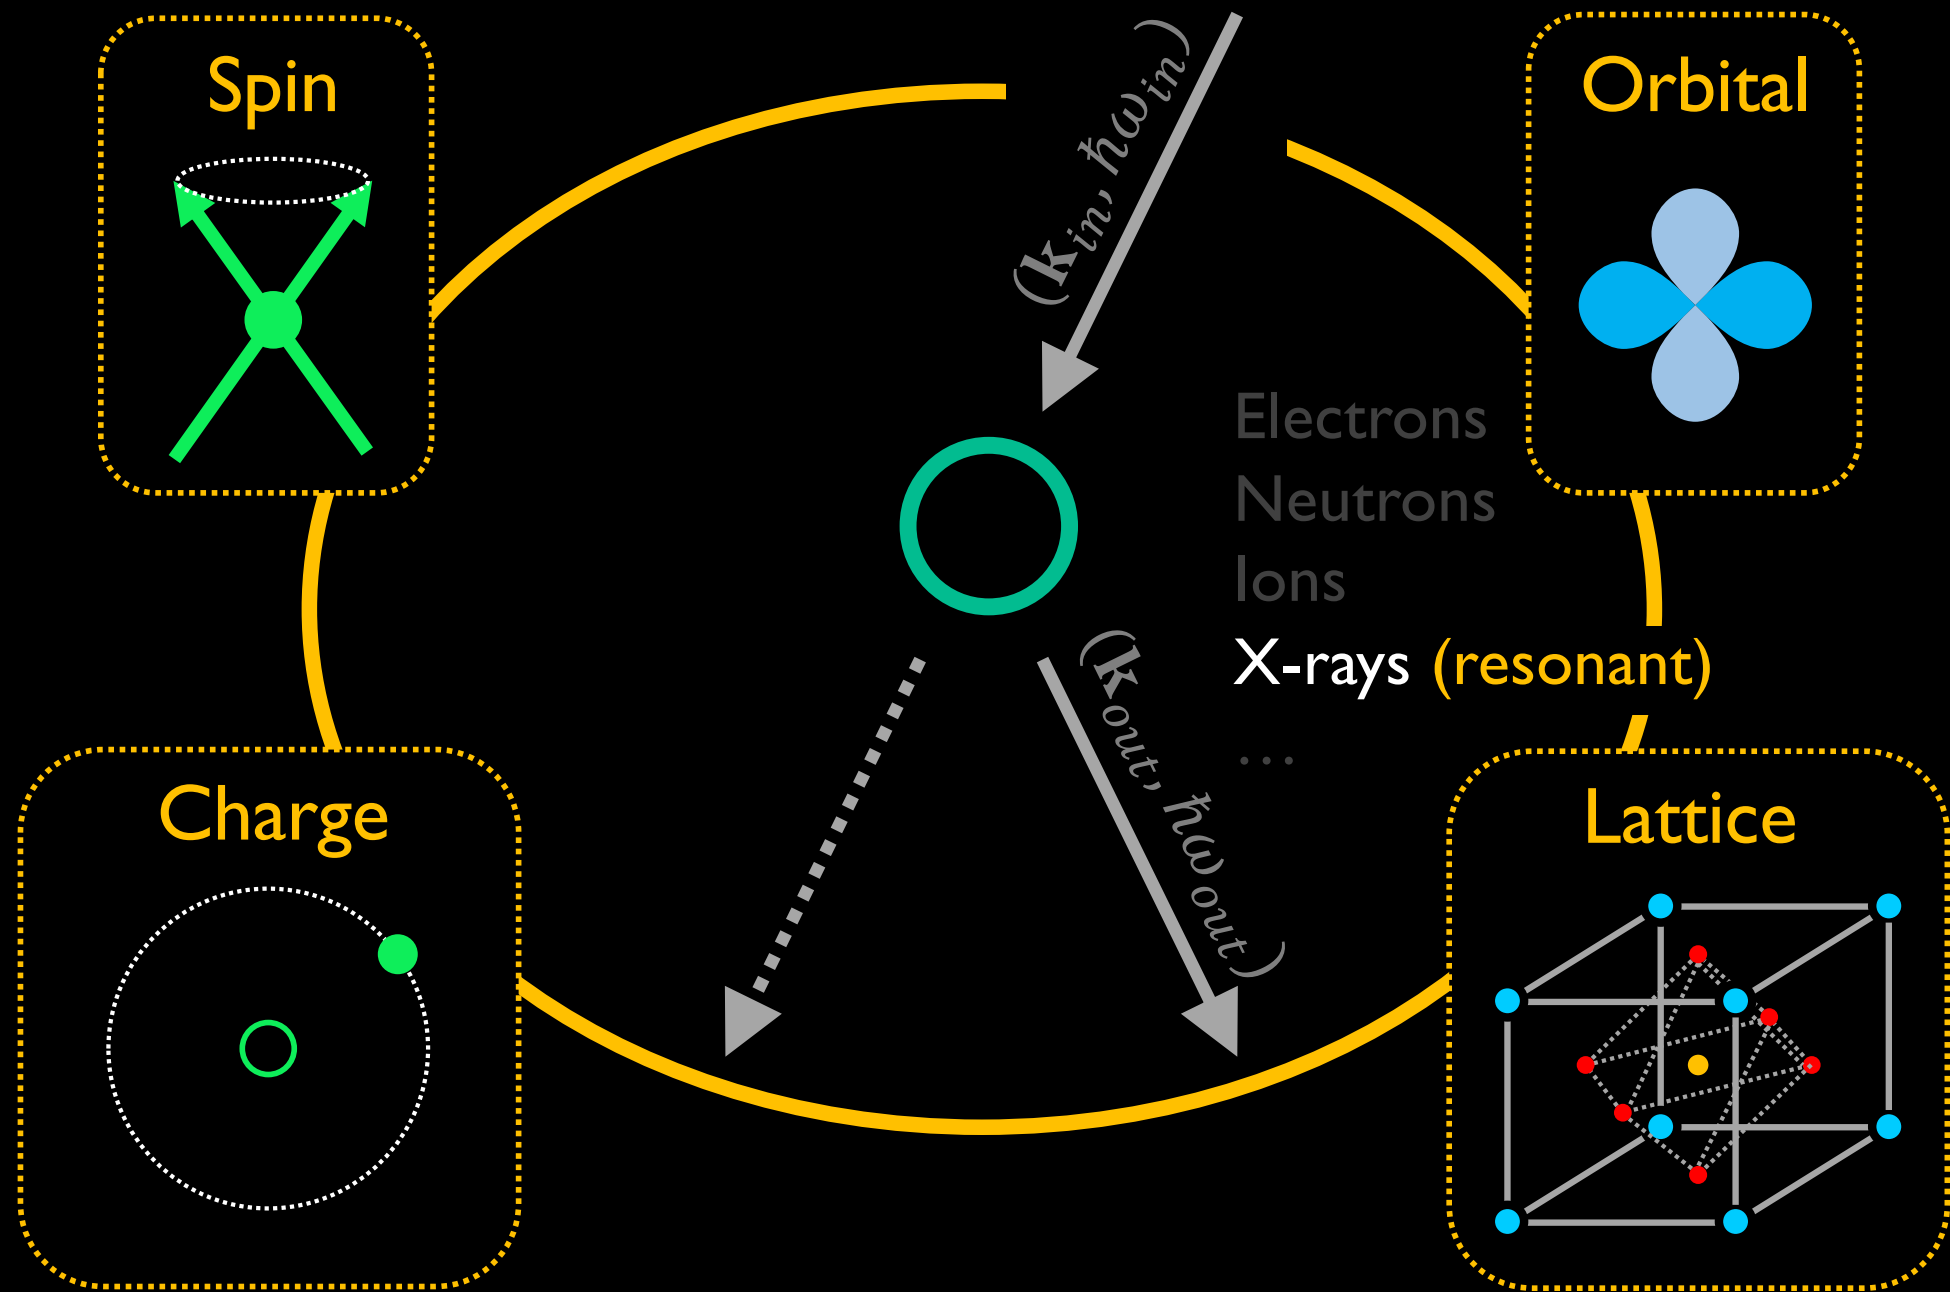 Spin
Orbital
(k_in, ħω_in)
Electrons
Neutrons
Ions
X-rays (resonant)
...
(k_out, ħω_out)
Charge
Lattice